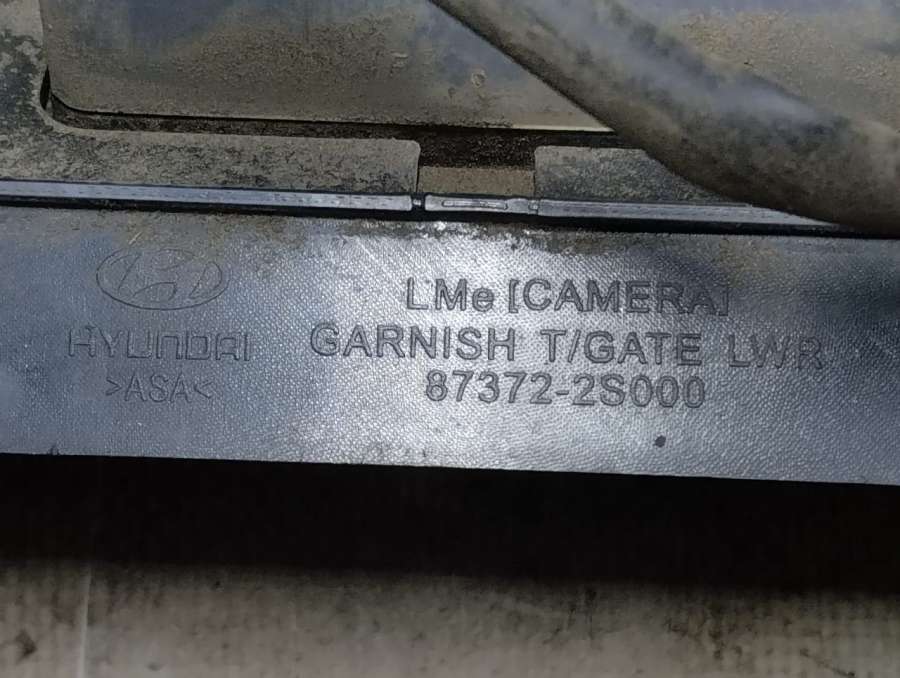 LMe [CAMERA]
HYUNDAI GARNISH T/GATE LWR
>ASA< 87372-2S000